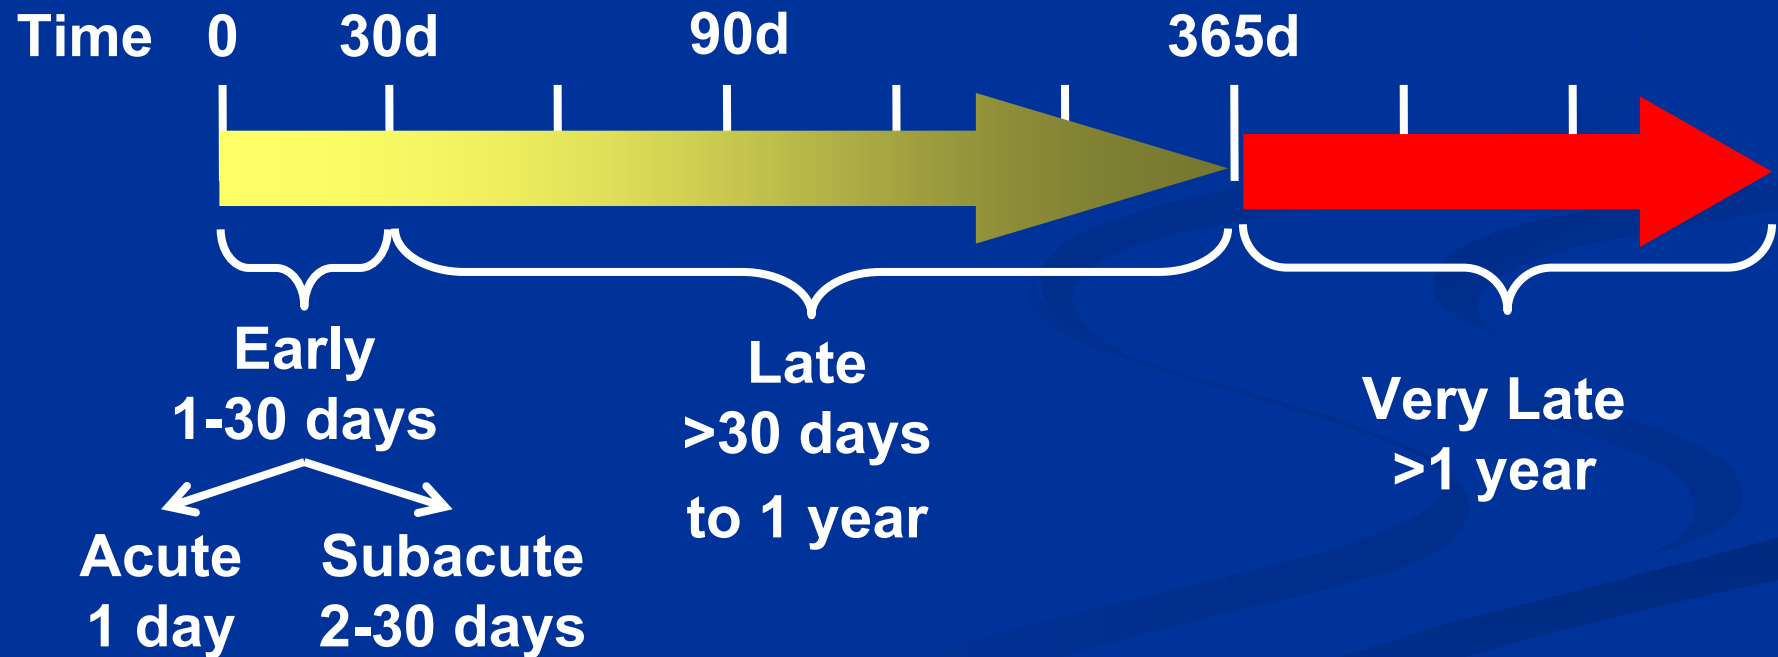 Time 0 30d 90d 365d
Early
1-30 days
Acute
1 day
Subacute
2-30 days
Late
>30 days
to 1 year
Very Late
>1 year